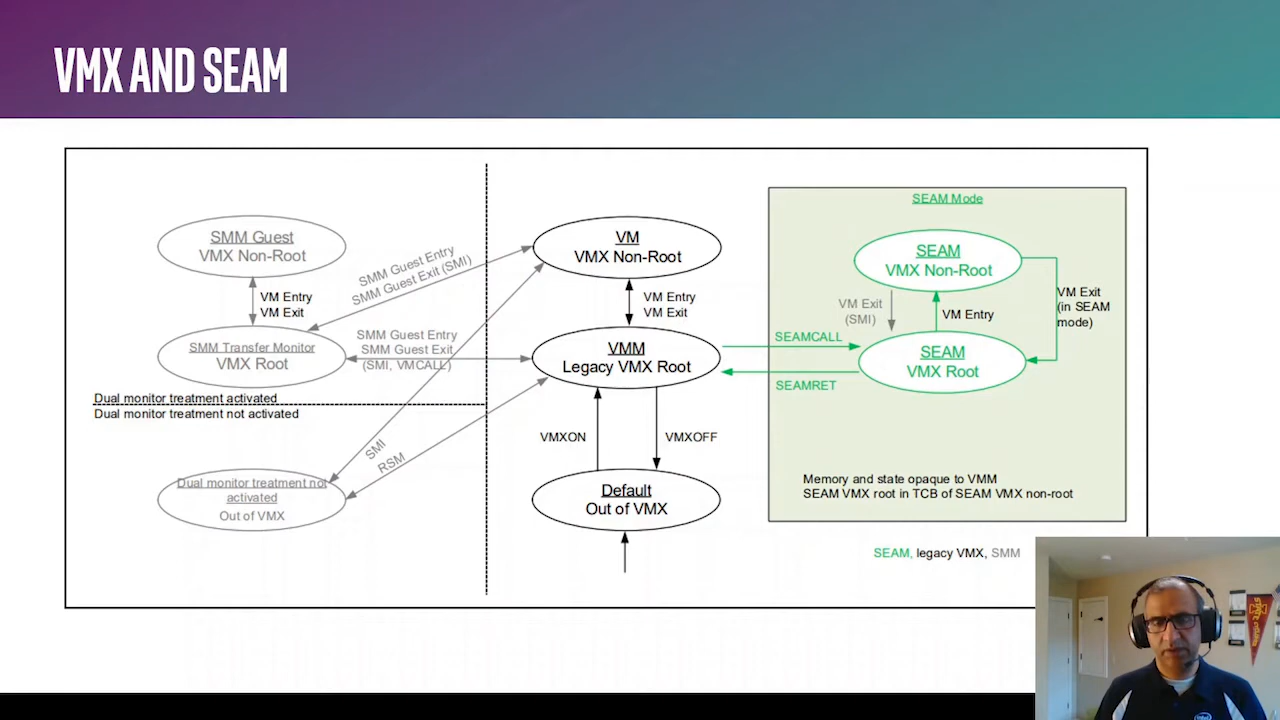 VMX AND SEAM
SMM Guest
VMX Non-Root
VM Entry
VM Exit
SMM Transfer Monitor
VMX Root
Dual monitor treatment activated
Dual monitor treatment not activated
Dual monitor treatment not
activated
Out of VMX
SMM Guest Entry
SMM Guest Exit (SMI)
SMM Guest Entry
SMM Guest Exit
(SMI, VMCALL)
SMI
RSM
VM
VMX Non-Root
VM Entry
VM Exit
VMM
Legacy VMX Root
VMXON
VMXOFF
Default
Out of VMX
SEAMCALL
SEAMRET
SEAM Mode
SEAM
VMX Non-Root
VM Exit
(SMI)
VM Entry
VM Exit
(in SEAM
mode)
SEAM
VMX Root
Memory and state opaque to VMM
SEAM VMX root in TCB of SEAM VMX non-root
SEAM, legacy VMX, SMM